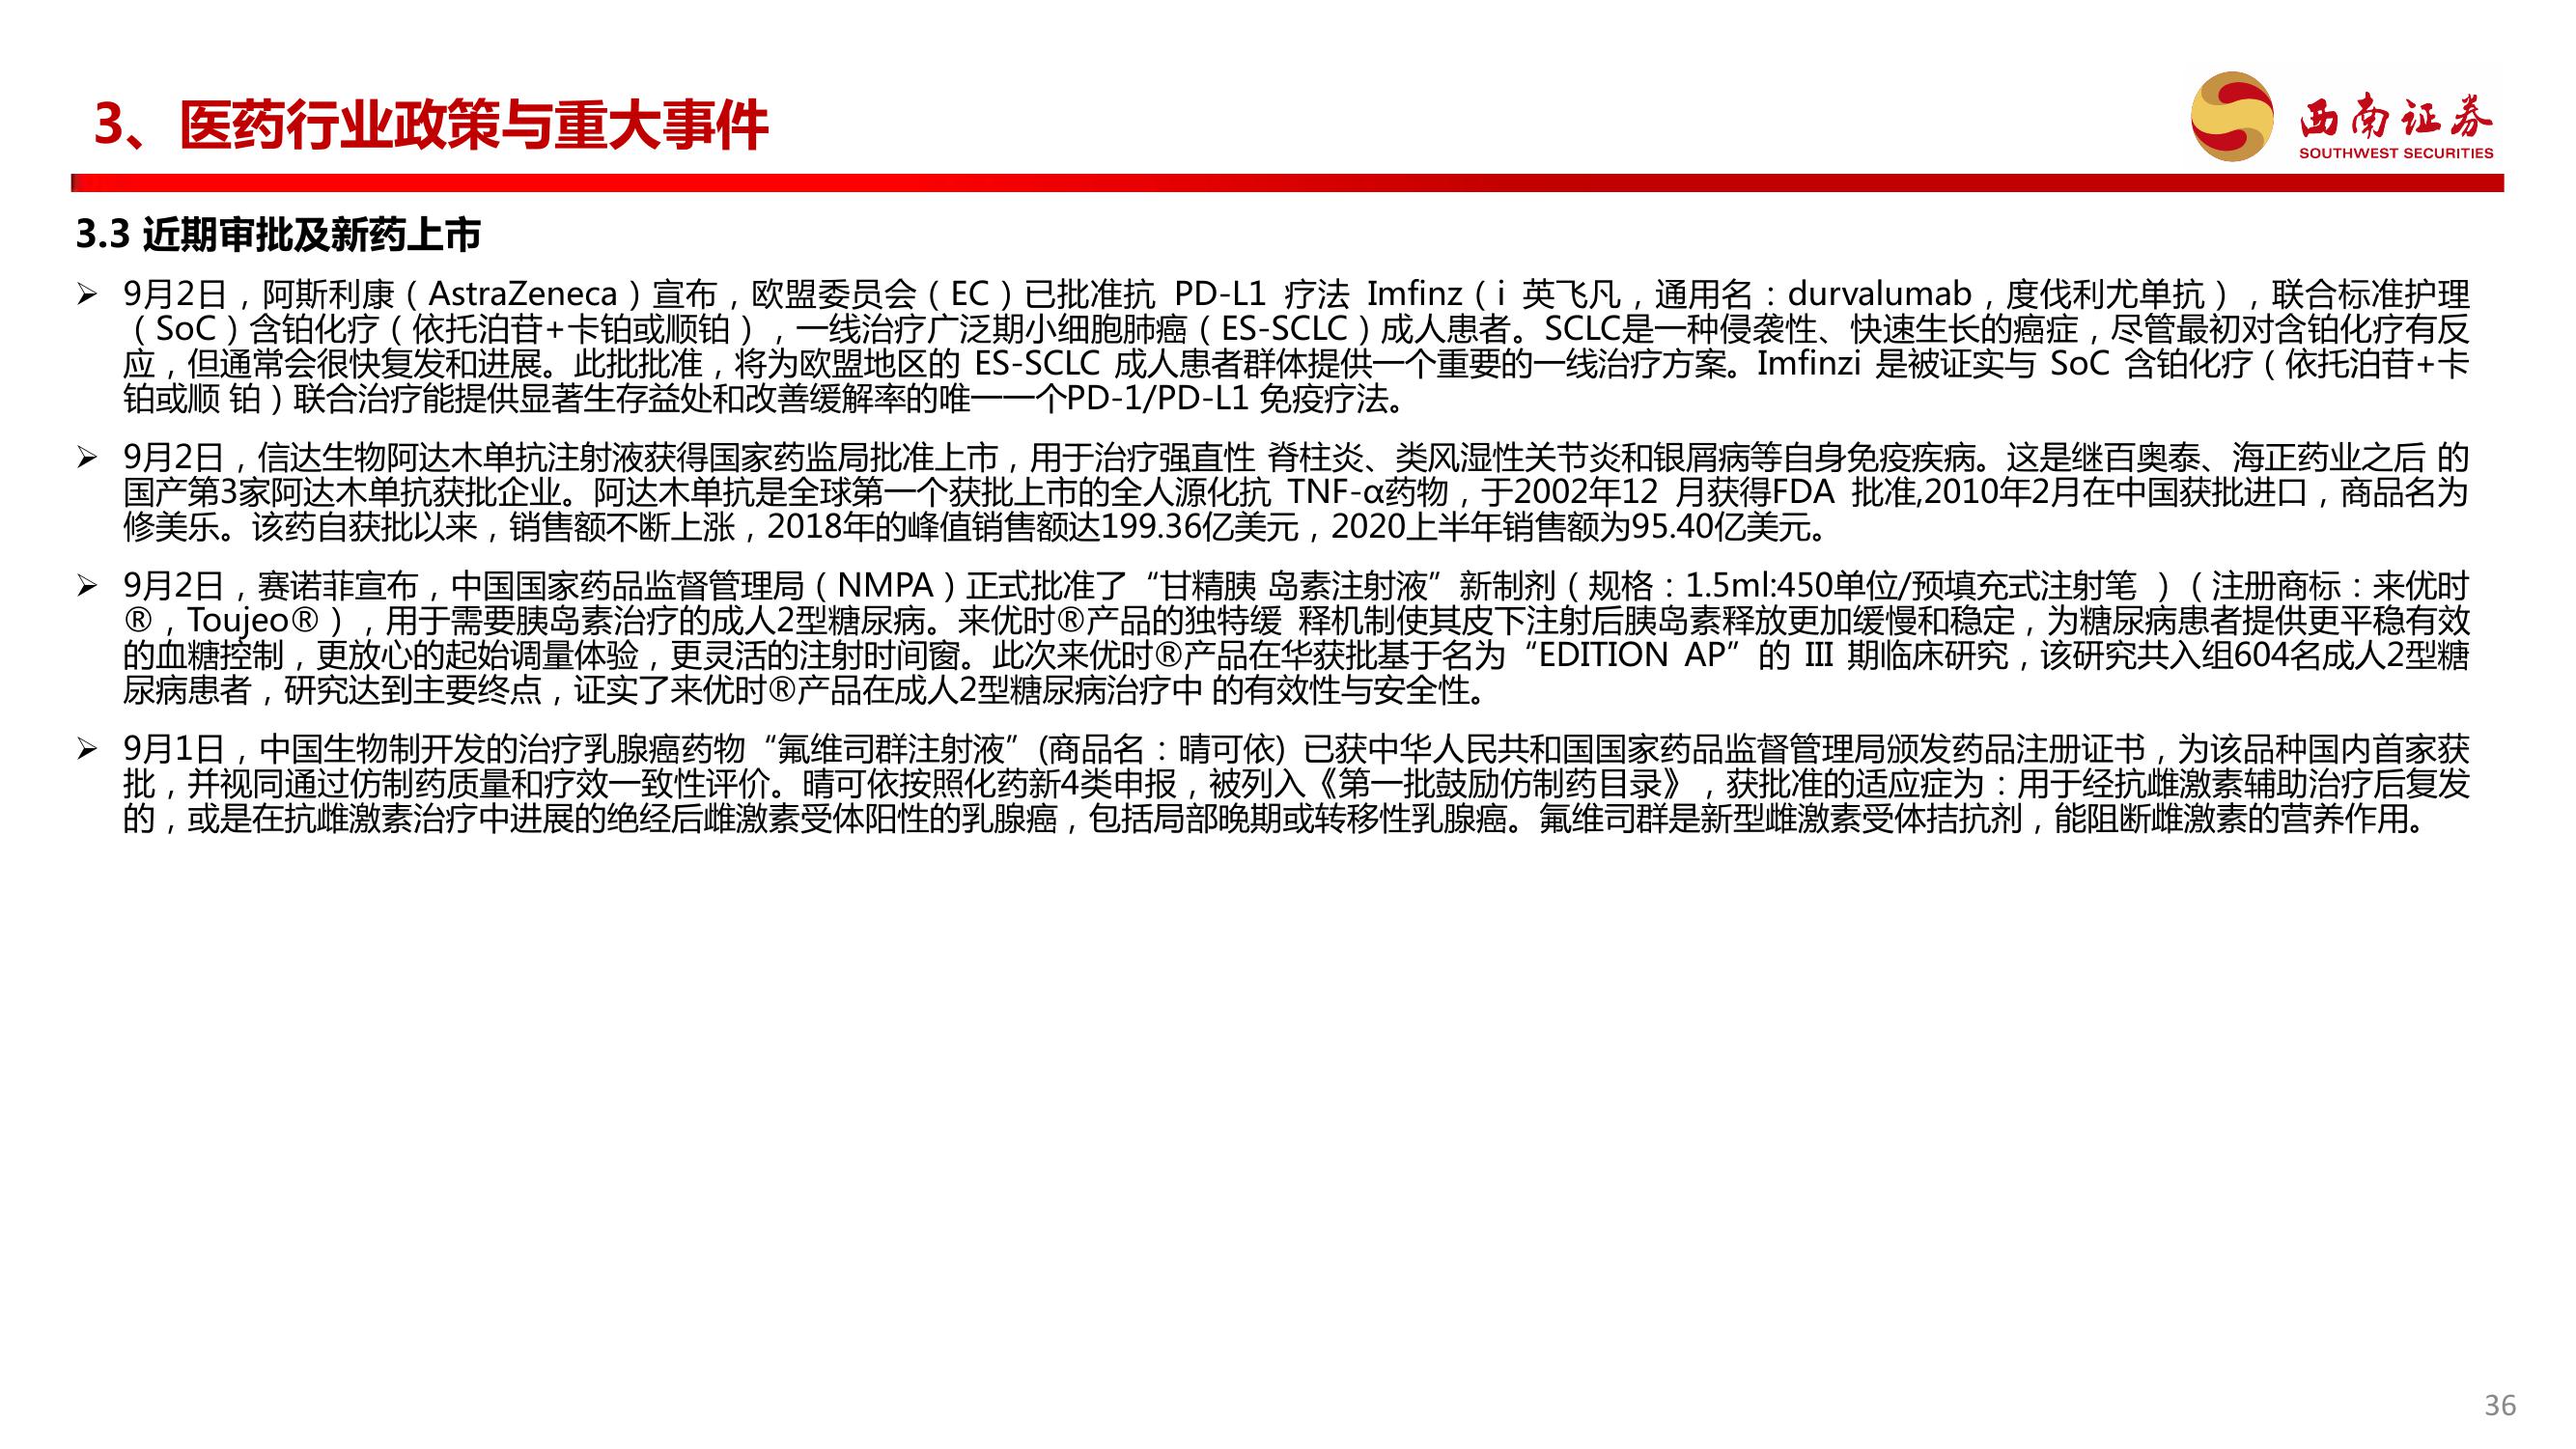 3、医药行业政策与重大事件
西南证券
SOUTHWEST SECURITIES
3.3 近期审批及新药上市
➢ 9月2日，阿斯利康（AstraZeneca）宣布，欧盟委员会（EC）已批准抗 PD-L1 疗法 Imfinz（i 英飞凡，通用名：durvalumab，度伐利尤单抗），联合标准护理
（SoC）含铂化疗（依托泊苷+卡铂或顺铂），一线治疗广泛期小细胞肺癌（ES-SCLC）成人患者。SCLC是一种侵袭性、快速生长的癌症，尽管最初对含铂化疗有反
应，但通常会很快复发和进展。此批批准，将为欧盟地区的 ES-SCLC 成人患者群体提供一个重要的一线治疗方案。Imfinzi 是被证实与 SoC 含铂化疗（依托泊苷+卡
铂或顺 铂）联合治疗能提供显著生存益处和改善缓解率的唯一一个PD-1/PD-L1 免疫疗法。
➢ 9月2日，信达生物阿达木单抗注射液获得国家药监局批准上市，用于治疗强直性 脊柱炎、类风湿性关节炎和银屑病等自身免疫疾病。这是继百奥泰、海正药业之后 的
国产第3家阿达木单抗获批企业。阿达木单抗是全球第一个获批上市的全人源化抗 TNF-α药物，于2002年12 月获得FDA 批准,2010年2月在中国获批进口，商品名为
修美乐。该药自获批以来，销售额不断上涨，2018年的峰值销售额达199.36亿美元，2020上半年销售额为95.40亿美元。
➢ 9月2日，赛诺菲宣布，中国国家药品监督管理局（NMPA）正式批准了“甘精胰 岛素注射液”新制剂（规格：1.5ml:450单位/预填充式注射笔 ）（注册商标：来优时
®，Toujeo®），用于需要胰岛素治疗的成人2型糖尿病。来优时®产品的独特缓 释机制使其皮下注射后胰岛素释放更加缓慢和稳定，为糖尿病患者提供更平稳有效
的血糖控制，更放心的起始调量体验，更灵活的注射时间窗。此次来优时®产品在华获批基于名为“EDITION AP”的 III 期临床研究，该研究共入组604名成人2型糖
尿病患者，研究达到主要终点，证实了来优时®产品在成人2型糖尿病治疗中 的有效性与安全性。
➢ 9月1日，中国生物制开发的治疗乳腺癌药物“氟维司群注射液”(商品名：晴可依) 已获中华人民共和国国家药品监督管理局颁发药品注册证书，为该品种国内首家获
批，并视同通过仿制药质量和疗效一致性评价。晴可依按照化药新4类申报，被列入《第一批鼓励仿制药目录》，获批准的适应症为：用于经抗雌激素辅助治疗后复发
的，或是在抗雌激素治疗中进展的绝经后雌激素受体阳性的乳腺癌，包括局部晚期或转移性乳腺癌。氟维司群是新型雌激素受体拮抗剂，能阻断雌激素的营养作用。
36